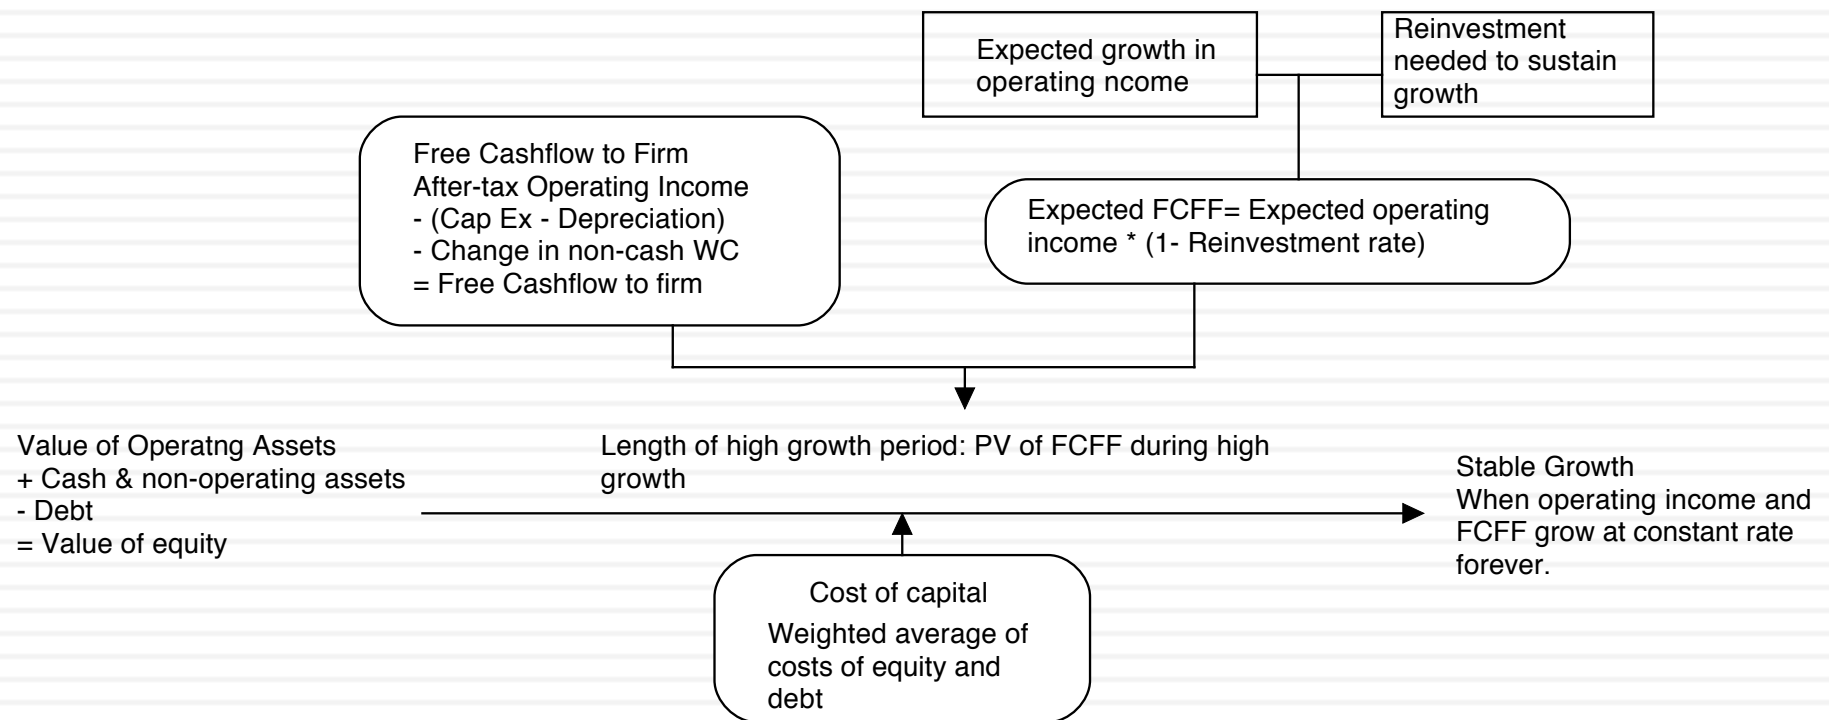 Expected growth in
operating ncome
Reinvestment
needed to sustain
growth
Free Cashflow to Firm
After-tax Operating Income
- (Cap Ex - Depreciation)
- Change in non-cash WC
= Free Cashflow to firm
Expected FCFF= Expected operating
income * (1- Reinvestment rate)
Value of Operatng Assets
+ Cash & non-operating assets
- Debt
= Value of equity
Length of high growth period: PV of FCFF during high
growth
Stable Growth
When operating income and
FCFF grow at constant rate
forever.
Cost of capital
Weighted average of
costs of equity and
debt